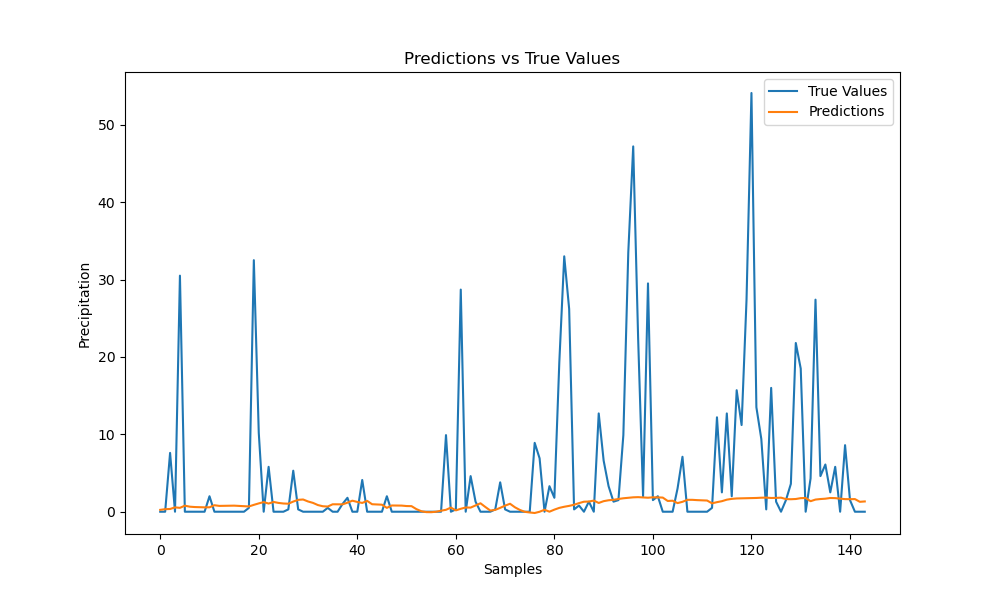 Predictions vs True Values
True Values
Predictions
50
40
30
20
10
0
Precipitation
0 20 40 60 80 100 120 140
Samples